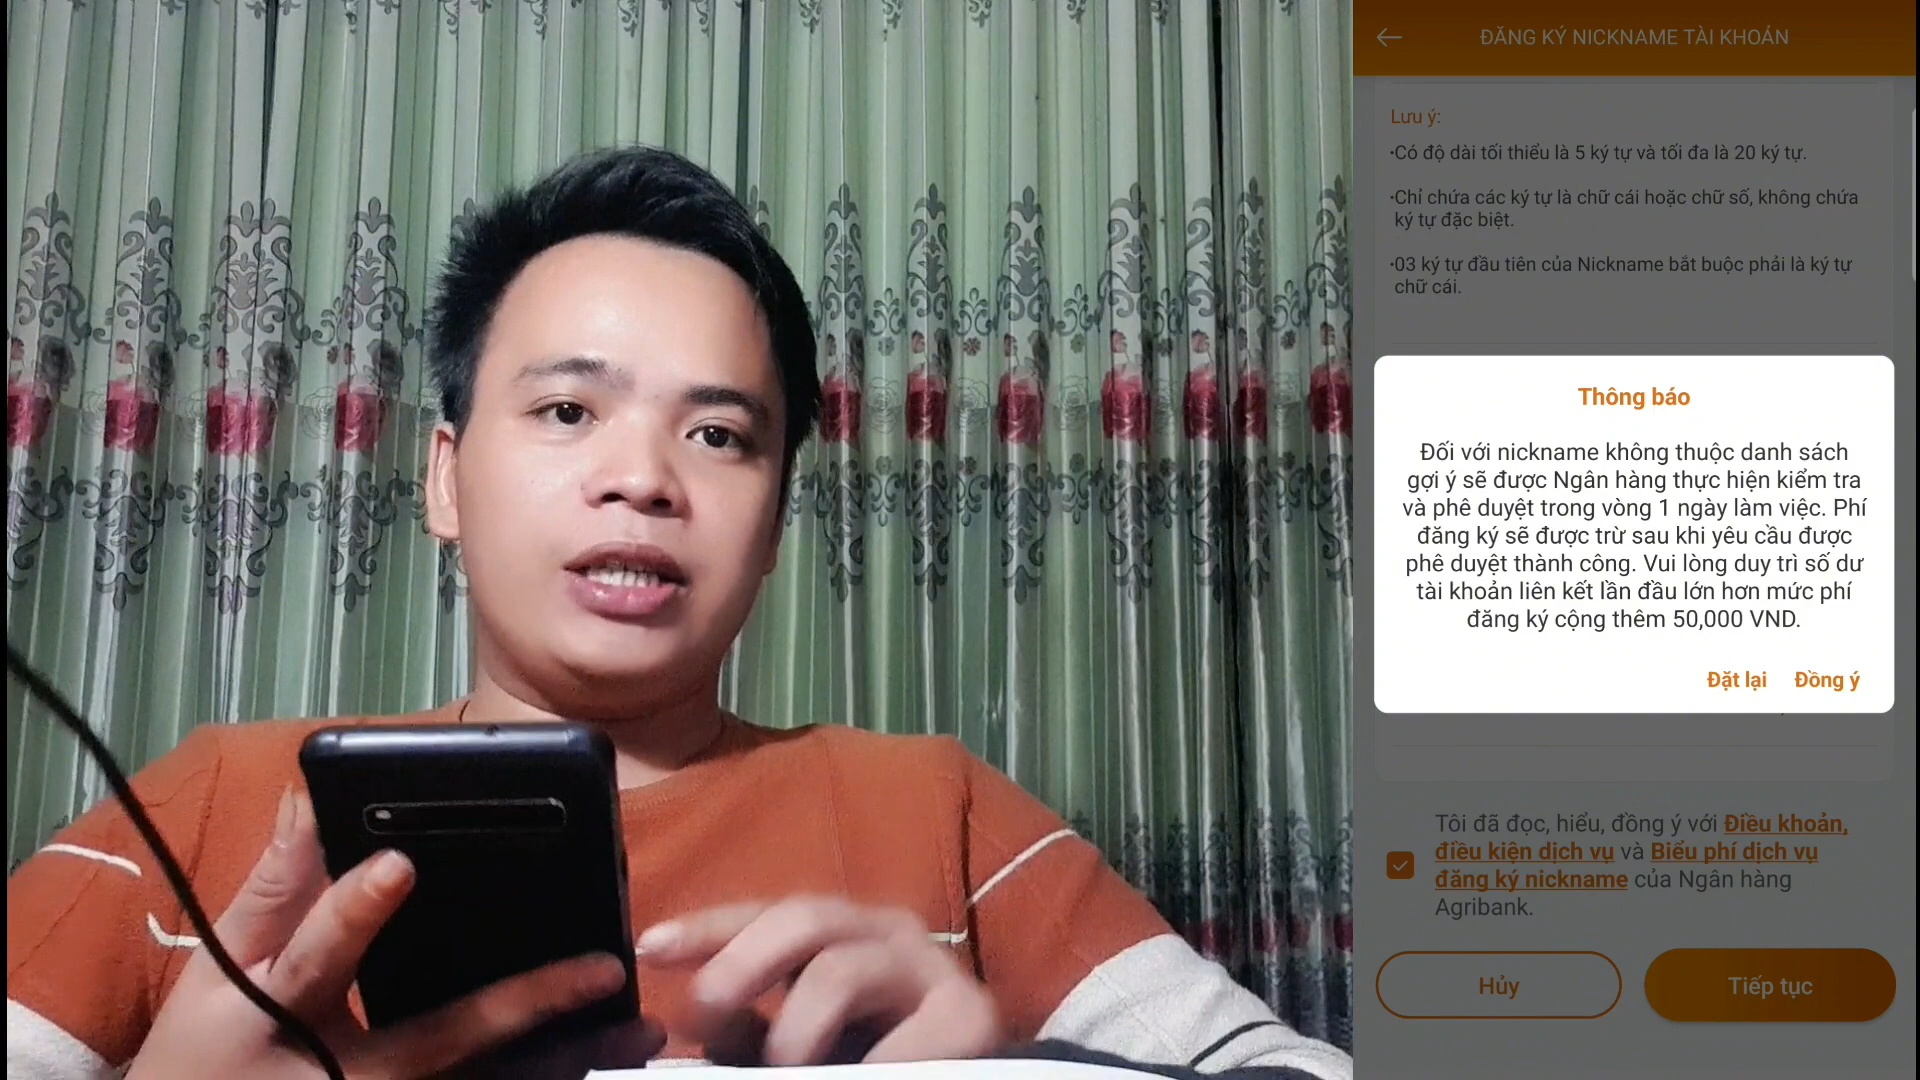 ĐĂNG KÝ NICKNAME TÀI KHOẢN
Lưu ý:
·Có độ dài tối thiểu là 5 ký tự và tối đa là 20 ký tự.
·Chỉ chứa các ký tự là chữ cái hoặc chữ số, không chứa
ký tự đặc biệt.
·03 ký tự đầu tiên của Nickname bắt buộc phải là ký tự
chữ cái.
Thông báo
Đối với nickname không thuộc danh sách
gợi ý sẽ được Ngân hàng thực hiện kiểm tra
và phê duyệt trong vòng 1 ngày làm việc. Phí
đăng ký sẽ được trừ sau khi yêu cầu được
phê duyệt thành công. Vui lòng duy trì số dư
tài khoản liên kết lần đầu lớn hơn mức phí
đăng ký cộng thêm 50,000 VND.
Đặt lại Đồng ý
Tôi đã đọc, hiểu, đồng ý với Điều khoản,
điều kiện dịch vụ và Biểu phí dịch vụ
đăng ký nickname của Ngân hàng
Agribank.
Hủy Tiếp tục